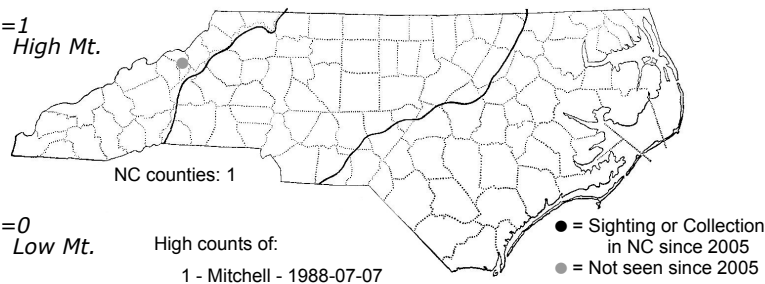 =1
High Mt.
NC counties: 1
=0
Low Mt.
High counts of:
1 - Mitchell - 1988-07-07
● = Sighting or Collection
in NC since 2005
● = Not seen since 2005